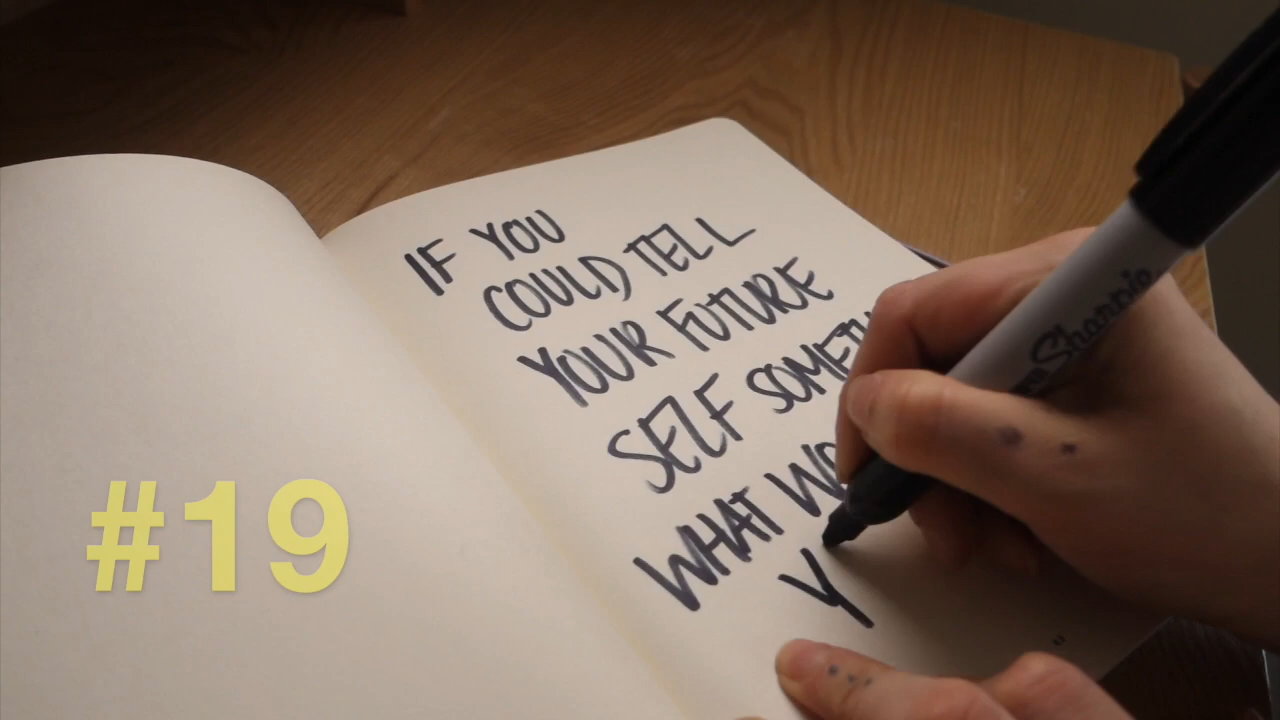 IF YOU
COULD TELL
YOUR FUTURE
SELF
WHAT
Y
#19
Sharpie